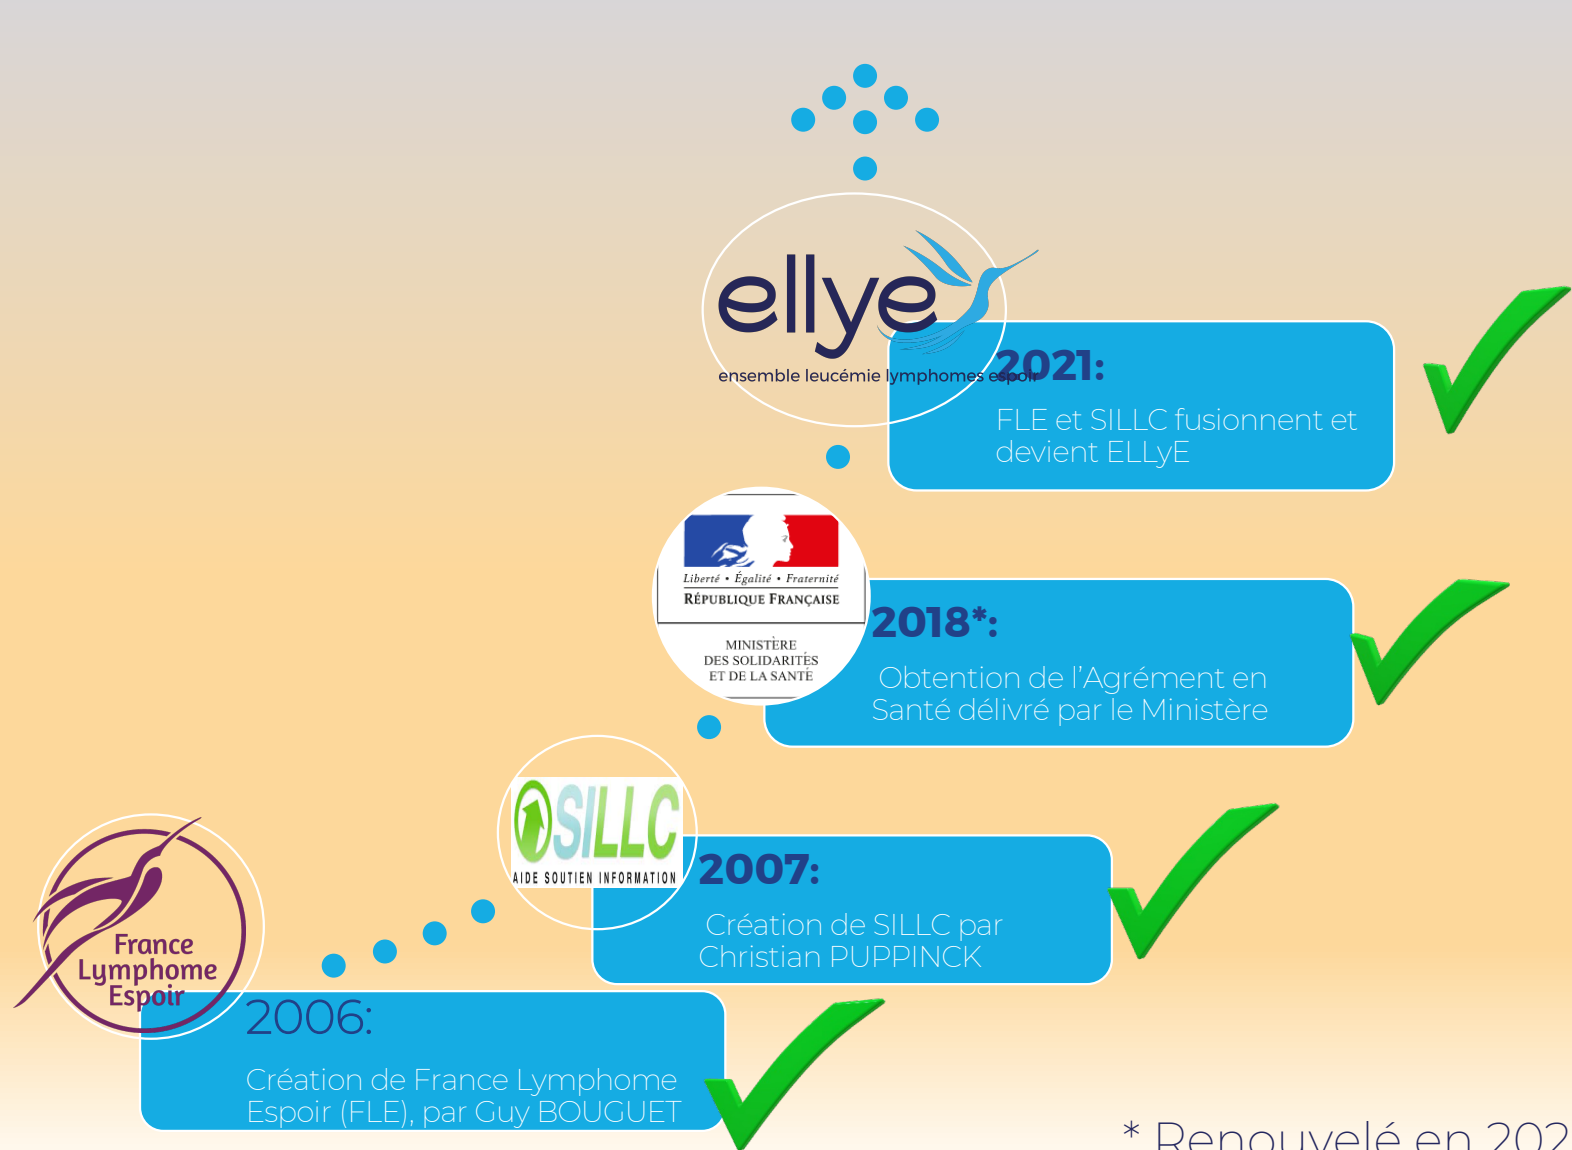 ellye
ensemble leucémie lymphomes espoir
2021:
FLE et SILLC fusionnent et
devient ELLyE
Liberté • Égalité • Fraternité
RÉPUBLIQUE FRANÇAISE
MINISTÈRE
DES SOLIDARITÉS
ET DE LA SANTÉ
2018*:
Obtention de l’Agrément en
Santé délivré par le Ministère
SILLC
AIDE SOUTIEN INFORMATION
2007:
Création de SILLC par
Christian PUPPINCK
France
Lymphome
Espoir
2006:
Création de France Lymphome
Espoir (FLE), par Guy BOUGUET
* Renouvelé en 202